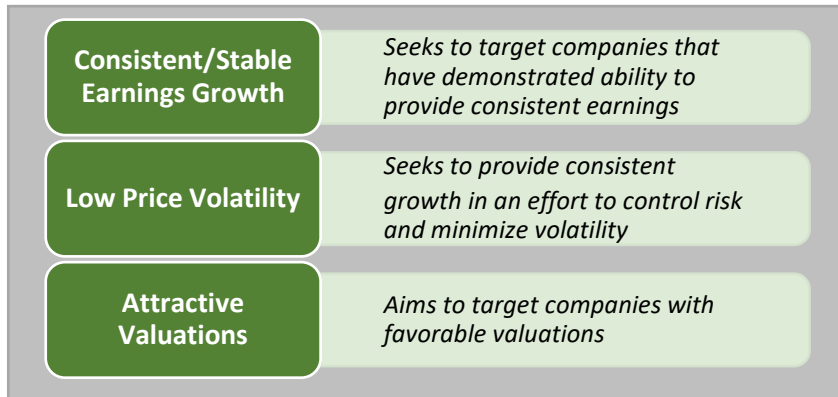 Consistent/Stable
Earnings Growth
Seeks to target companies that
have demonstrated ability to
provide consistent earnings
Low Price Volatility
Seeks to provide consistent
growth in an effort to control risk
and minimize volatility
Attractive
Valuations
Aims to target companies with
favorable valuations